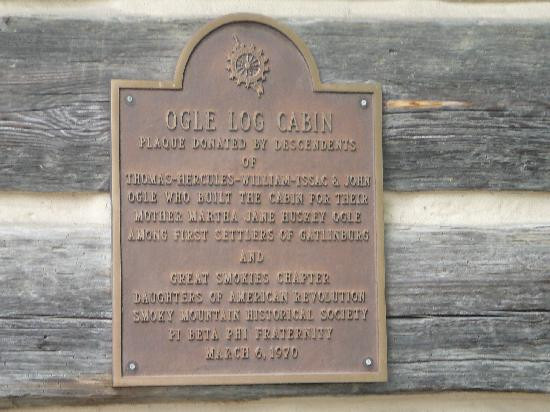 OGLE LOG CABIN
PLAQUE DONATED BY DESCENDENTS
OF
THOMAS-HERCULES-WILLIAM-ISSAC & JOHN
OGLE WHO BUILT THE CABIN FOR THEIR
MOTHER MARTHA JANE HUSKEY OGLE
AMONG FIRST SETTLERS OF GATLINBURG
AND
GREAT SMOKIES CHAPTER
DAUGHTERS OF AMERICAN REVOLUTION
SMOKY MOUNTAIN HISTORICAL SOCIETY
PI BETA PHI FRATERNITY
MARCH 6, 1970